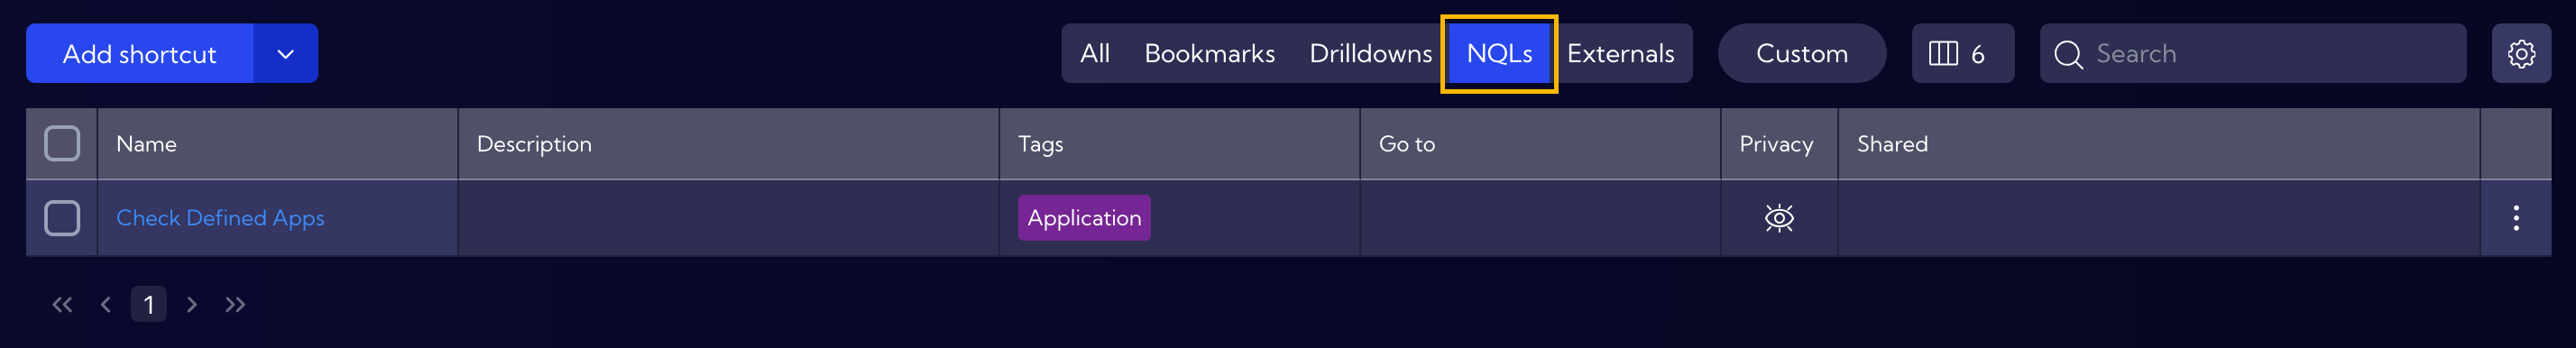 Add shortcut All Bookmarks Drilldowns NQLs Externals Custom 6 Search
Name Description Tags Go to Privacy Shared
Check Defined Apps Application
1